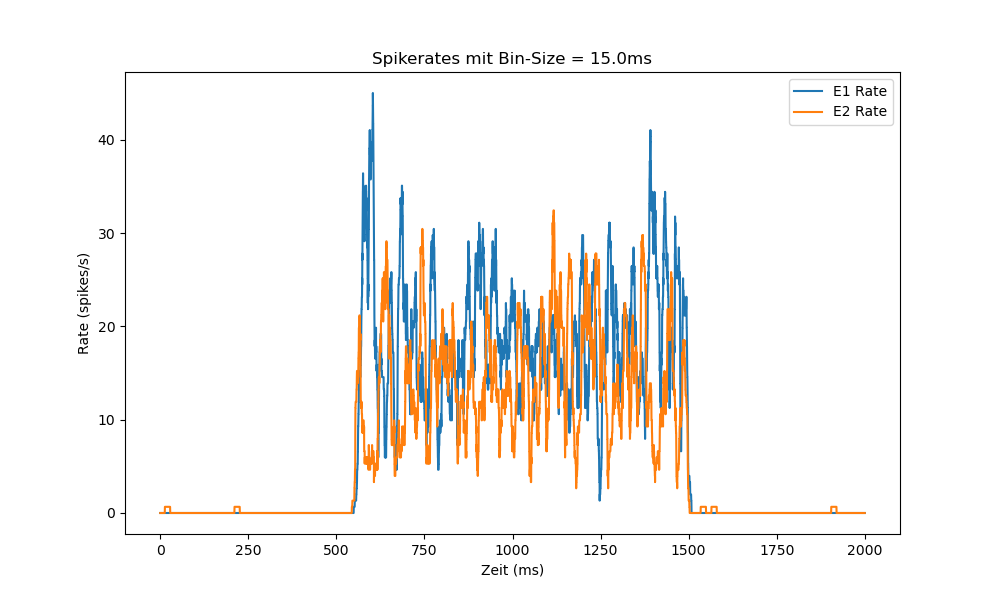 Spikerates mit Bin-Size = 15.0ms
E1 Rate
E2 Rate
Rate (spikes/s)
40
30
20
10
0
0 250 500 750 1000 1250 1500 1750 2000
Zeit (ms)